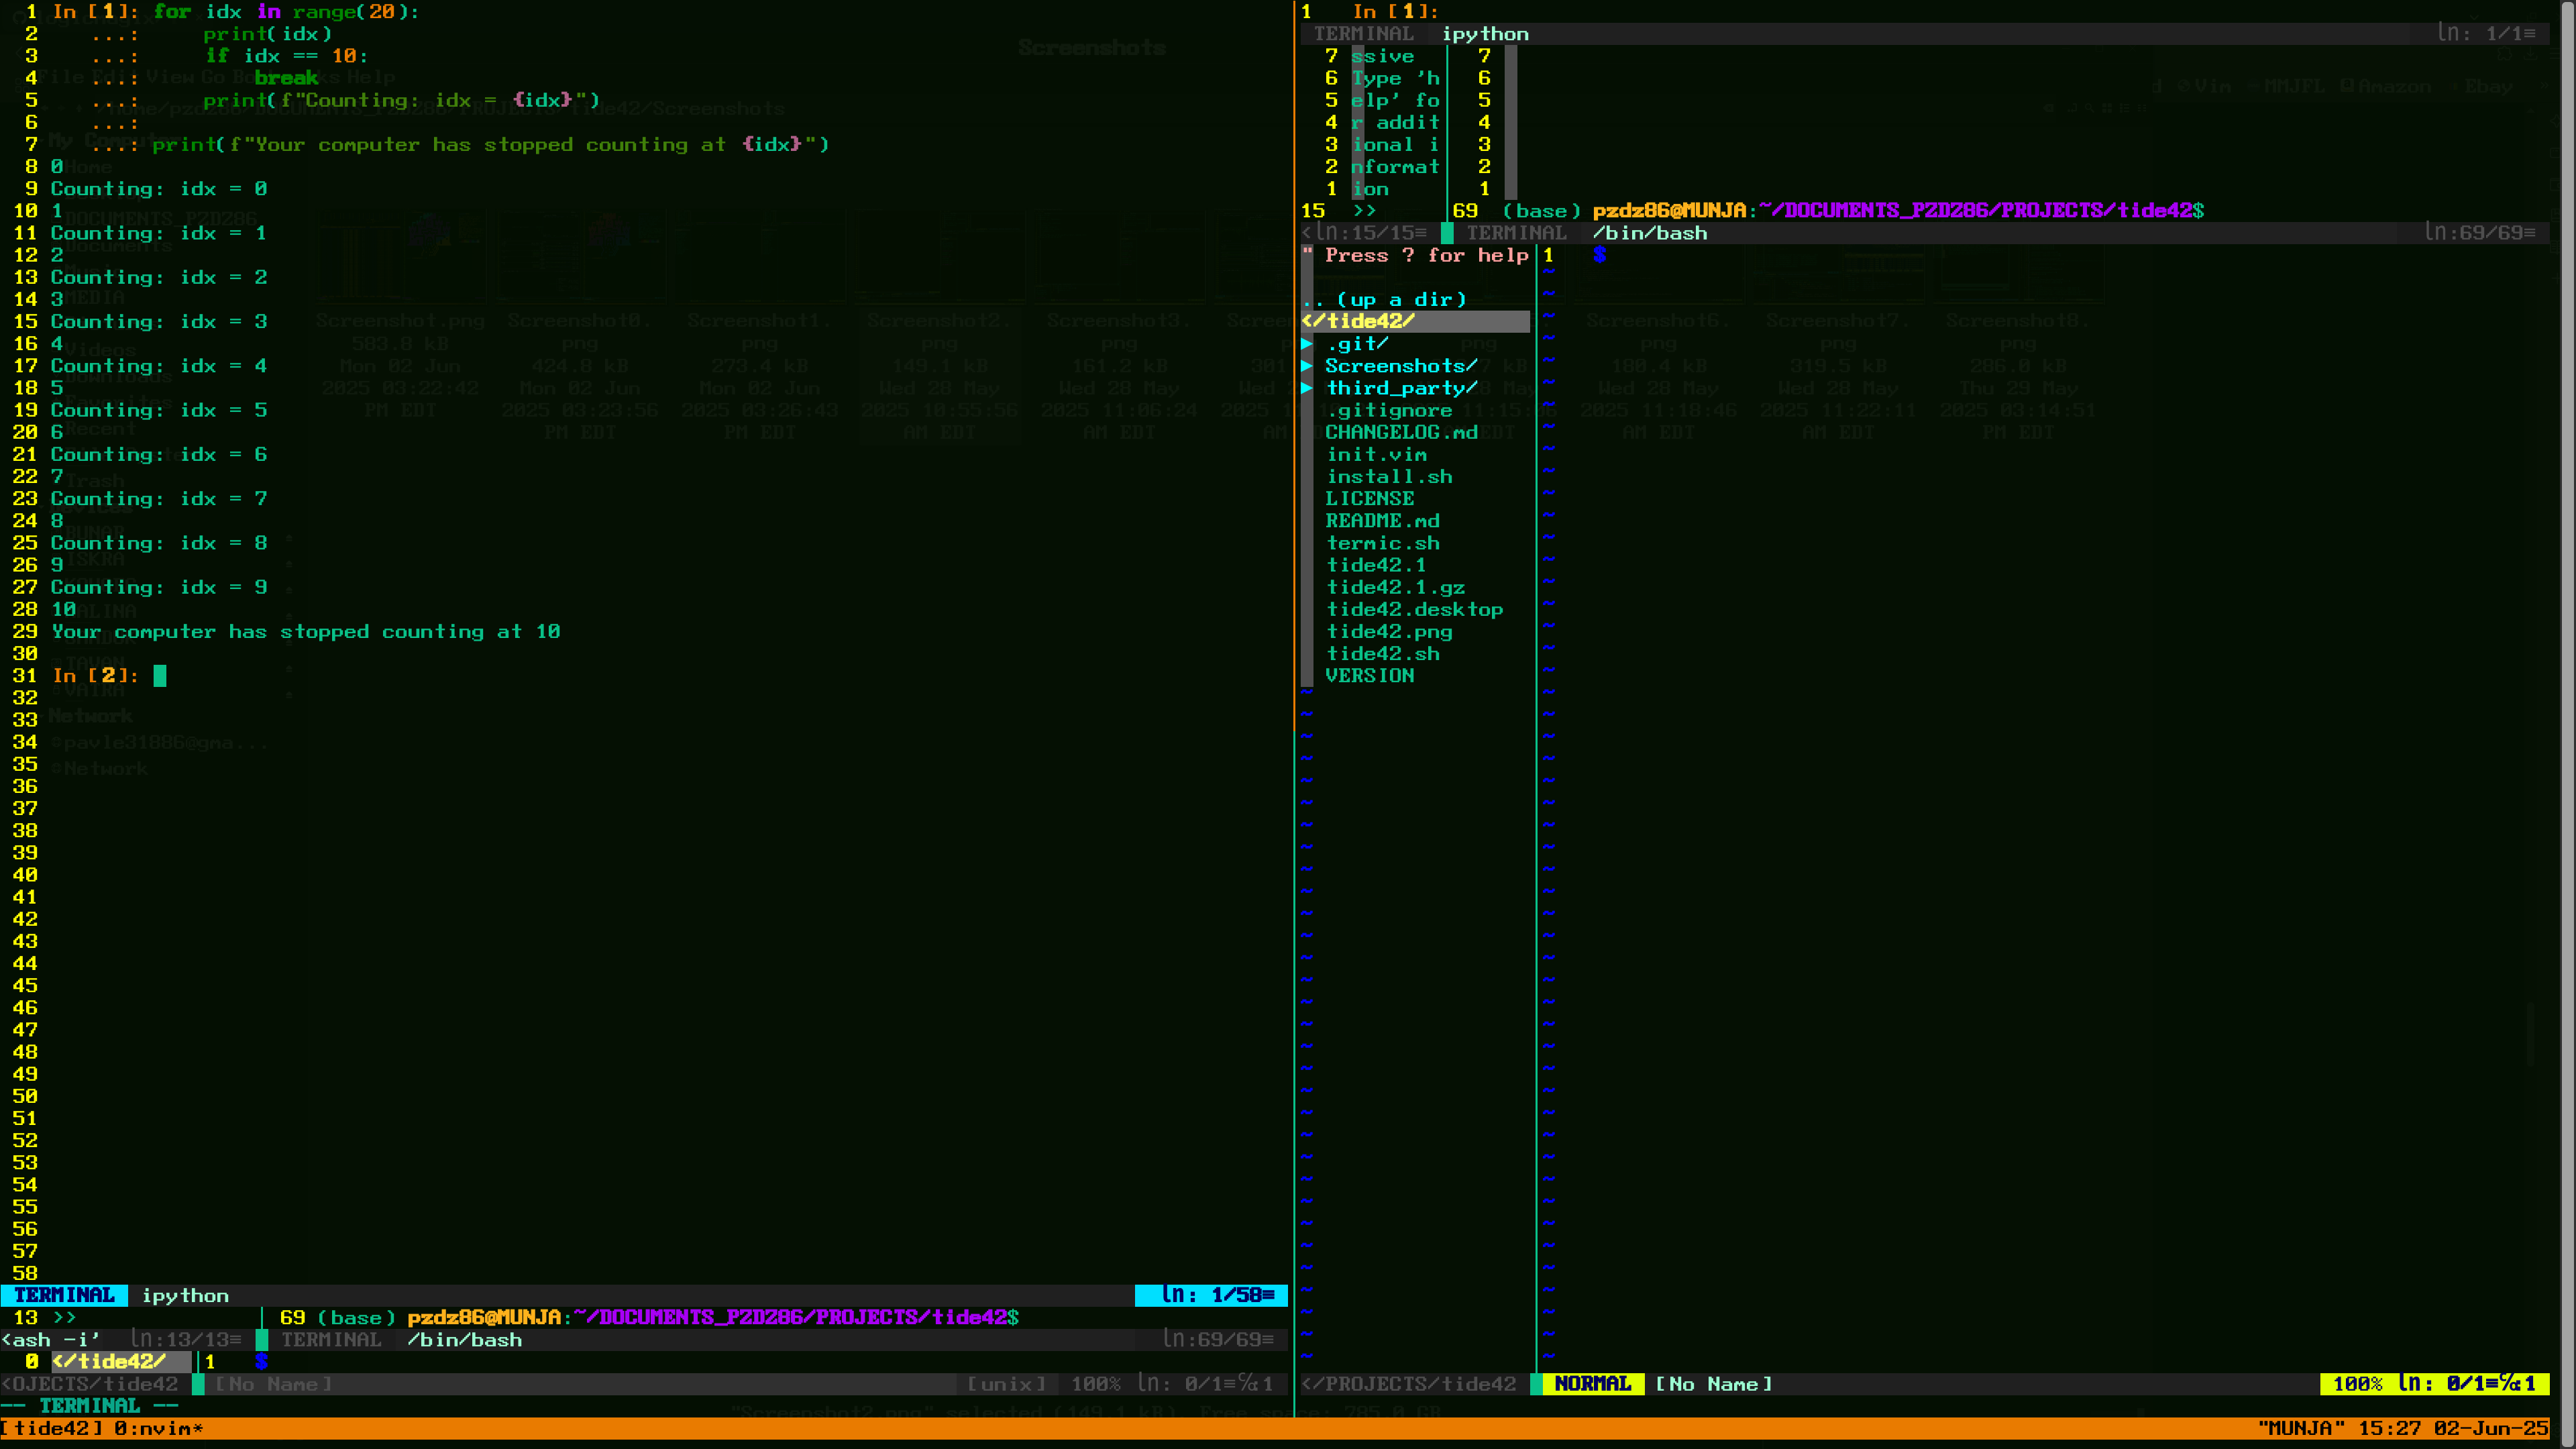 1 In [1]: for idx in range(20):
2 ...: print(idx)
3 ...: if idx == 10:
4 ...: break
5 ...: print(f"Counting: idx = {idx}")
6 ...:
7 ...: print(f"Your computer has stopped counting at {idx}")
8 0
9 Counting: idx = 0
10 1
11 Counting: idx = 1
12 2
13 Counting: idx = 2
14 3
15 Counting: idx = 3
16 4
17 Counting: idx = 4
18 5
19 Counting: idx = 5
20 6
21 Counting: idx = 6
22 7
23 Counting: idx = 7
24 8
25 Counting: idx = 8
26 9
27 Counting: idx = 9
28 10
29 Your computer has stopped counting at 10
30
31 In [2]:
32
33
34
35
36
37
38
39
40
41
42
43
44
45
46
47
48
49
50
51
52
53
54
55
56
57
58
TERMINAL ipython ln: 1/58≡
13 >> 69 (base) pzdz86@MUNJA:~/DOCUMENTS_PZDZ86/PROJECTS/tide42$
<ash -i' ln:13/13≡ TERMINAL /bin/bash ln:69/69≡
0 </tide42/ 1 $
<OJECTS/tide42 [No Name] [unix] 100% ln: 0/1≡℅:1
-- TERMINAL --
1 In [1]:
TERMINAL ipython ln: 1/1≡
7 ssive 7
6 Type 'h 6
5 elp' fo 5
4 r addit 4
3 ional i 3
2 nformat 2
1 ion 1
15 >> 69 (base) pzdz86@MUNJA:~/DOCUMENTS_PZDZ86/PROJECTS/tide42$
<ln:15/15≡ TERMINAL /bin/bash ln:69/69≡
" Press ? for help 1 $
.. (up a dir)
</tide42/
▶ .git/
▶ Screenshots/
▶ third_party/
.gitignore
CHANGELOG.md
init.vim
install.sh
LICENSE
README.md
termic.sh
tide42.1
tide42.1.gz
tide42.desktop
tide42.png
tide42.sh
VERSION
</PROJECTS/tide42 NORMAL [No Name] 100% ln: 0/1≡℅:1
[tide42] 0:nvim* "MUNJA" 15:27 02-Jun-25